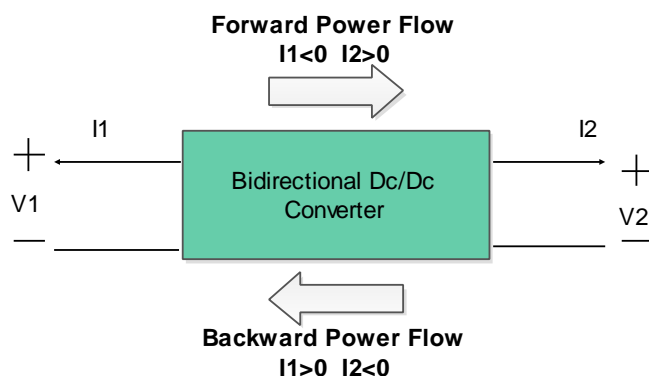 Forward Power Flow
I1<0 I2>0
I1
I2
+
+
Bidirectional Dc/Dc
Converter
V1
V2
−
−
Backward Power Flow
I1>0 I2<0